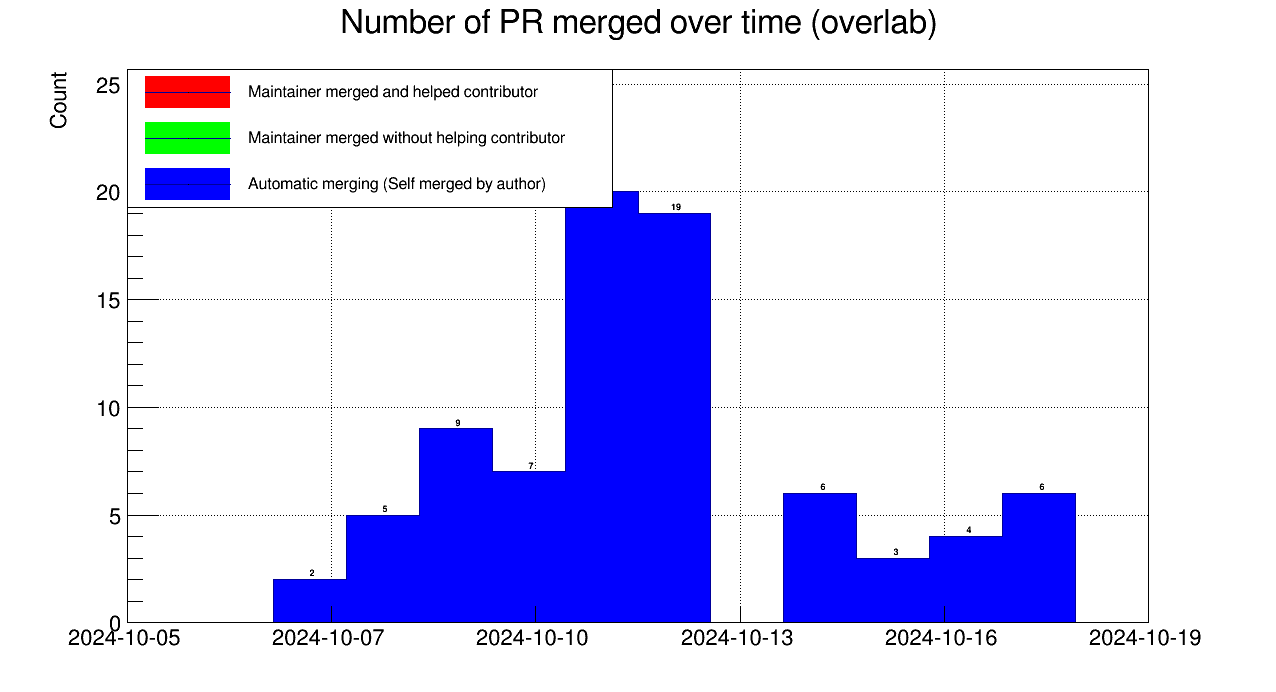 Number of PR merged over time (overlab)
Count
25
Maintainer merged and helped contributor
Maintainer merged without helping contributor
Automatic merging (Self merged by author)
20
19
15
10
9
7
6
6
5
5
4
3
2
0
2024-10-05 2024-10-07 2024-10-10 2024-10-13 2024-10-16 2024-10-19